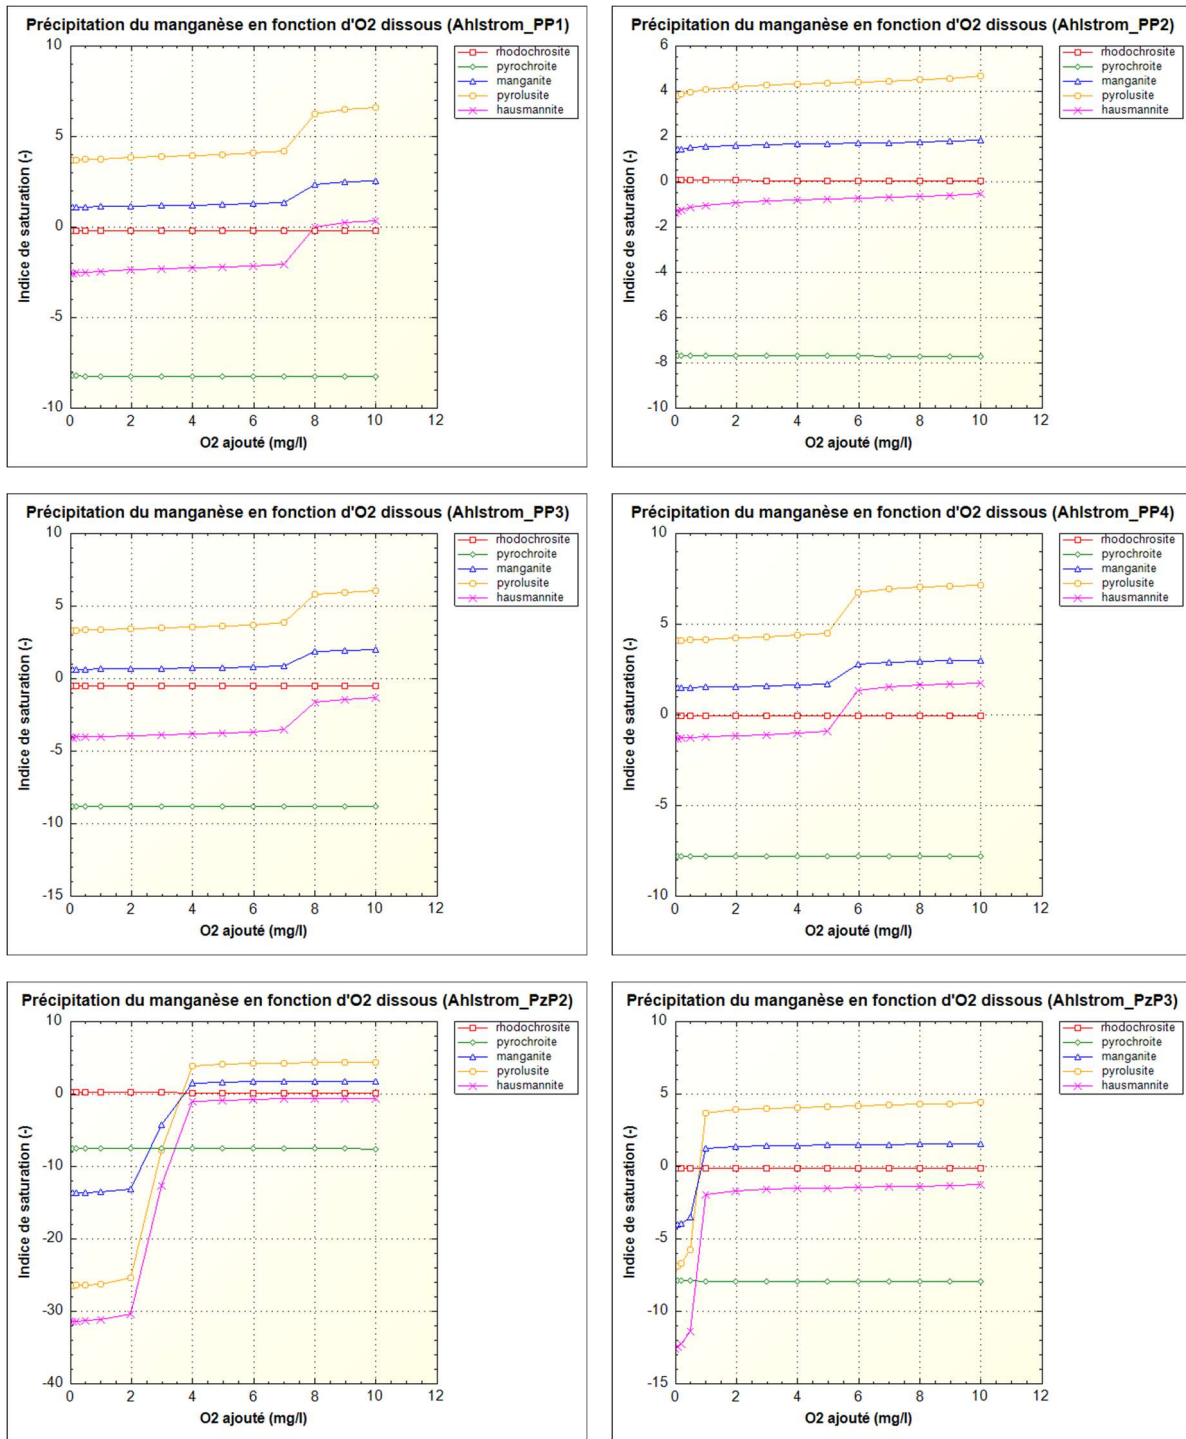 Précipitation du manganèse en fonction d'O2 dissous (Ahlstrom_PP1)
10
5
0
-5
-10
0 2 4 6 8 10 12
Indice de saturation (-)
O2 ajouté (mg/l)
rhodochrosite
pyrochroite
manganite
pyrolusite
hausmannite
Précipitation du manganèse en fonction d'O2 dissous (Ahlstrom_PP2)
6
4
2
0
-2
-4
-6
-8
-10
0 2 4 6 8 10 12
Indice de saturation (-)
O2 ajouté (mg/l)
rhodochrosite
pyrochroite
manganite
pyrolusite
hausmannite
Précipitation du manganèse en fonction d'O2 dissous (Ahlstrom_PP3)
10
5
0
-5
-10
-15
0 2 4 6 8 10 12
Indice de saturation (-)
O2 ajouté (mg/l)
rhodochrosite
pyrochroite
manganite
pyrolusite
hausmannite
Précipitation du manganèse en fonction d'O2 dissous (Ahlstrom_PP4)
10
5
0
-5
-10
0 2 4 6 8 10 12
Indice de saturation (-)
O2 ajouté (mg/l)
rhodochrosite
pyrochroite
manganite
pyrolusite
hausmannite
Précipitation du manganèse en fonction d'O2 dissous (Ahlstrom_PzP2)
10
0
-10
-20
-30
-40
0 2 4 6 8 10 12
Indice de saturation (-)
O2 ajouté (mg/l)
rhodochrosite
pyrochroite
manganite
pyrolusite
hausmannite
Précipitation du manganèse en fonction d'O2 dissous (Ahlstrom_PzP3)
10
5
0
-5
-10
-15
0 2 4 6 8 10 12
Indice de saturation (-)
O2 ajouté (mg/l)
rhodochrosite
pyrochroite
manganite
pyrolusite
hausmannite